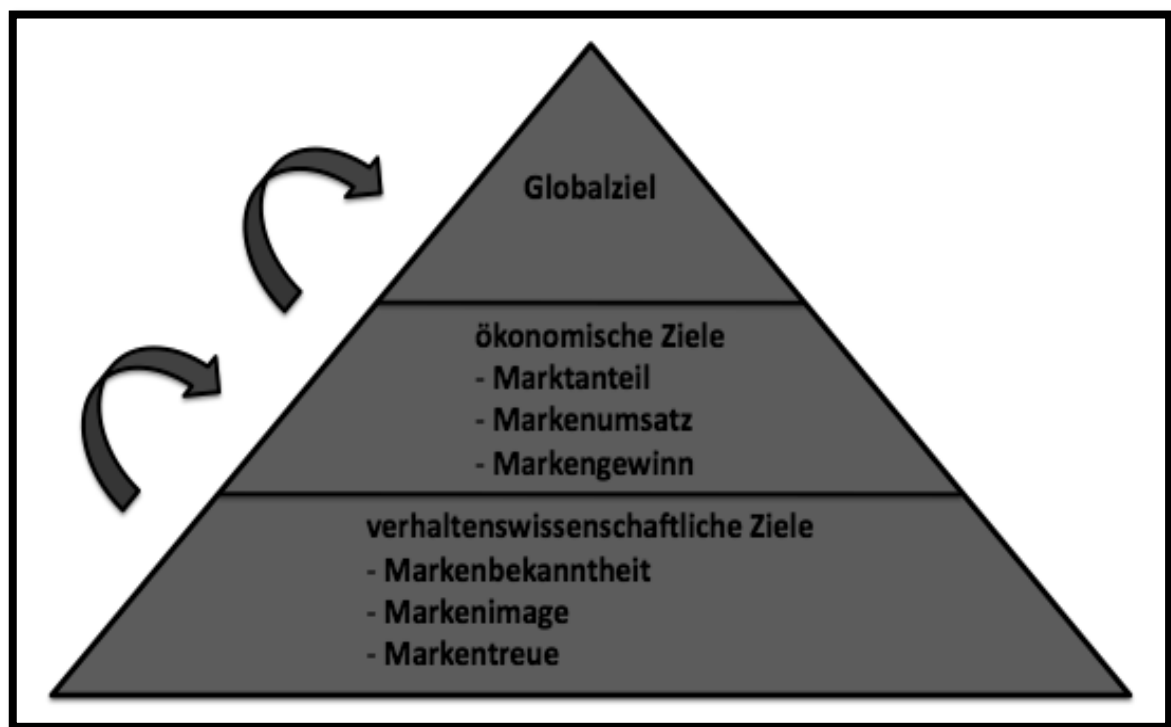 Globalziel
ökonomische Ziele
- Marktanteil
- Markenumsatz
- Markengewinn
verhaltenswissenschaftliche Ziele
- Markenbekanntheit
- Markenimage
- Markentreue